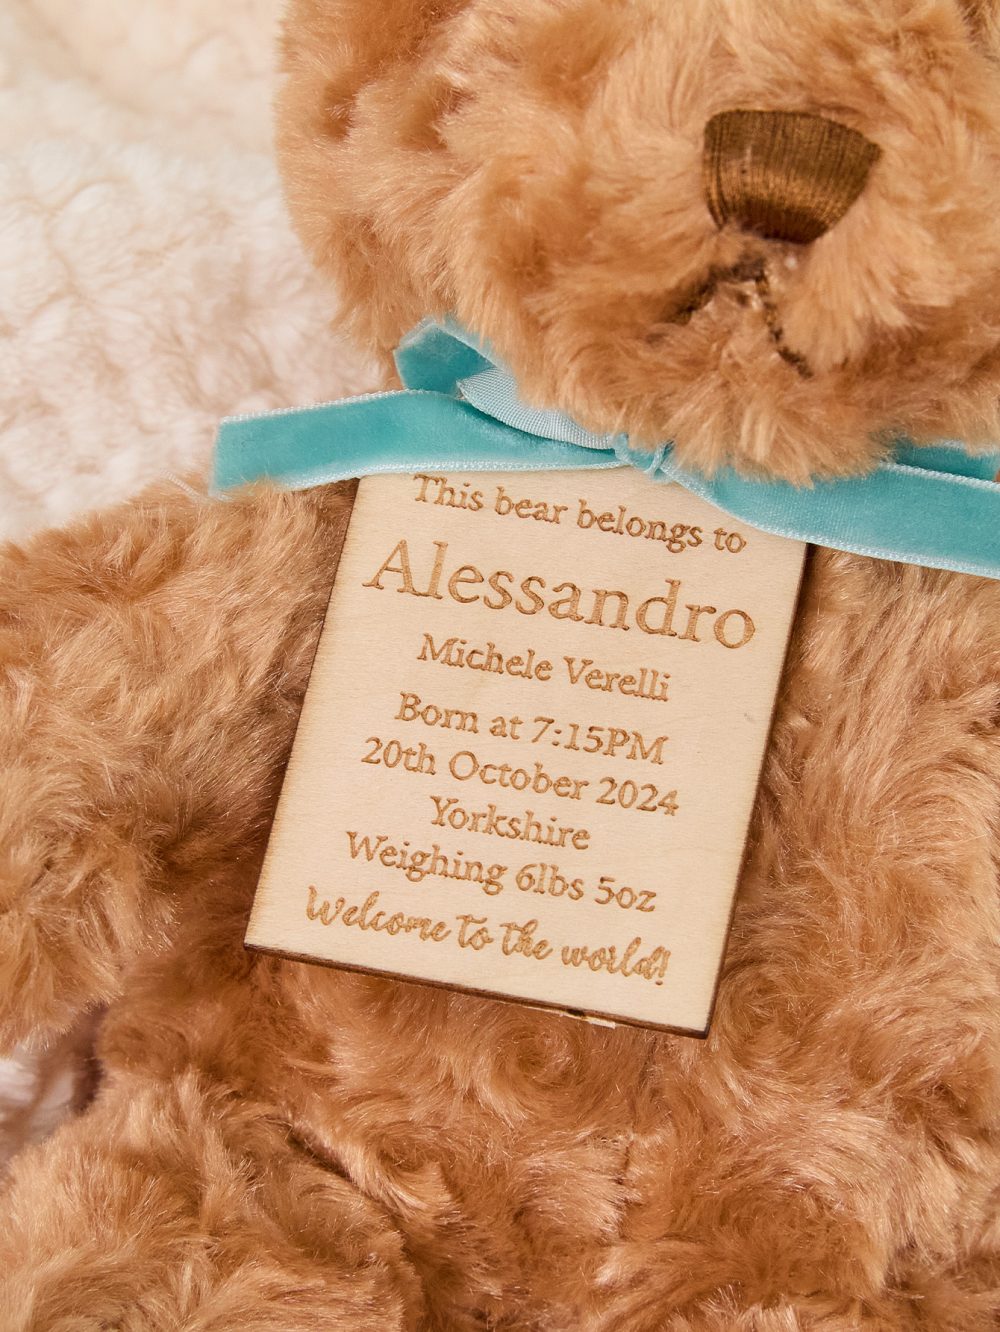 This bear belongs to
Alessandro
Michele Verelli
Born at 7:15PM
20th October 2024
Yorkshire
Weighing 6lbs 5oz
Welcome to the world!